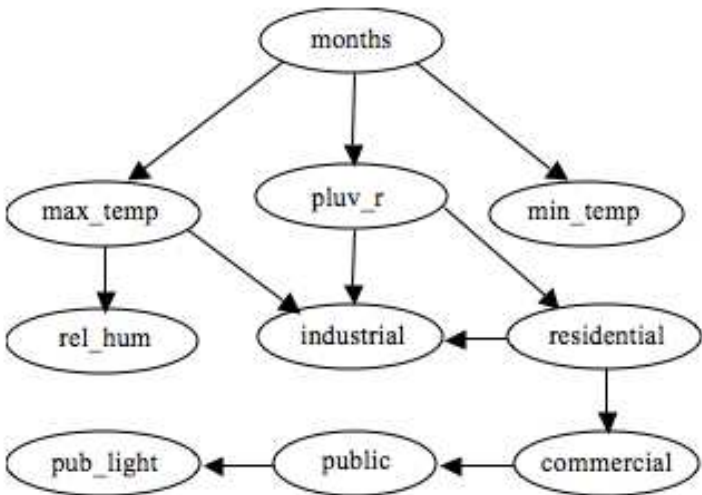 months
max_temp
pluv_r
min_temp
rel_hum
industrial
residential
pub_light
public
commercial